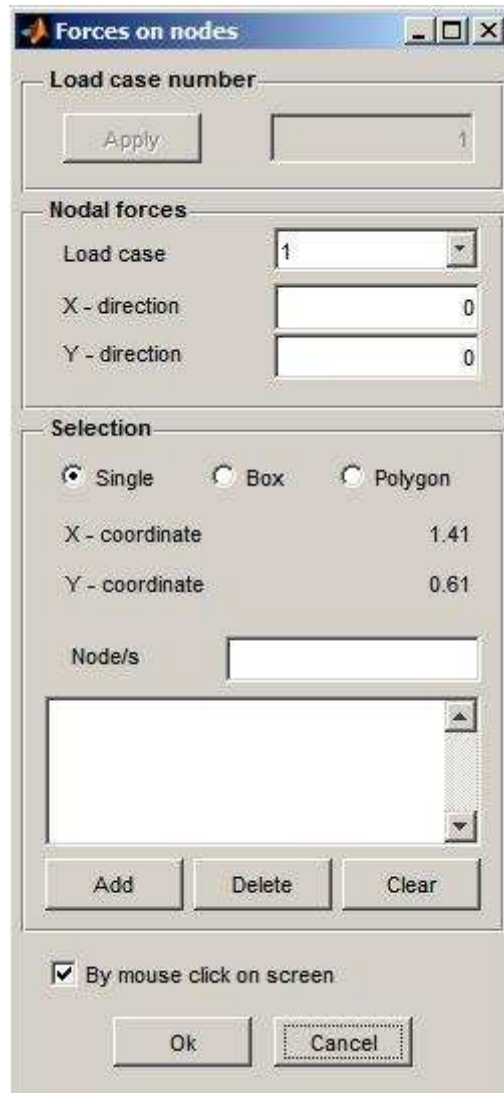 Forces on nodes
Load case number
Apply 1
Nodal forces
Load case 1
X - direction 0
Y - direction 0
Selection
Single Box Polygon
X - coordinate 1.41
Y - coordinate 0.61
Node/s
Add Delete Clear
By mouse click on screen
Ok Cancel